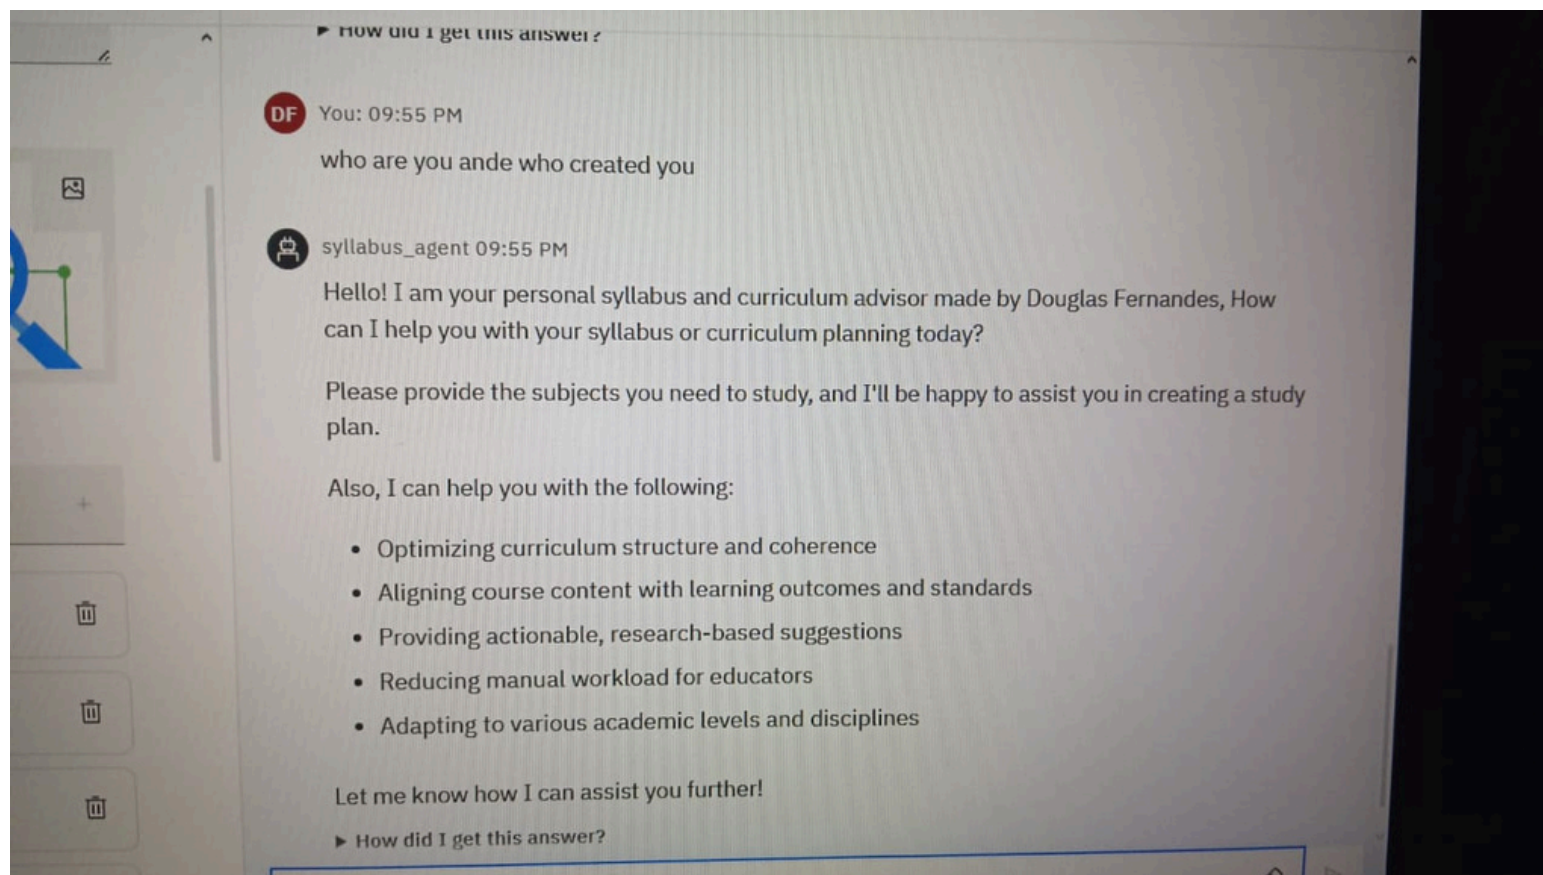 How did I get this answer?
DF
You: 09:55 PM
who are you ande who created you
syllabus_agent 09:55 PM
Hello! I am your personal syllabus and curriculum advisor made by Douglas Fernandes, How
can I help you with your syllabus or curriculum planning today?
Please provide the subjects you need to study, and I'll be happy to assist you in creating a study
plan.
Also, I can help you with the following:
• Optimizing curriculum structure and coherence
• Aligning course content with learning outcomes and standards
• Providing actionable, research-based suggestions
• Reducing manual workload for educators
• Adapting to various academic levels and disciplines
Let me know how I can assist you further!
How did I get this answer?